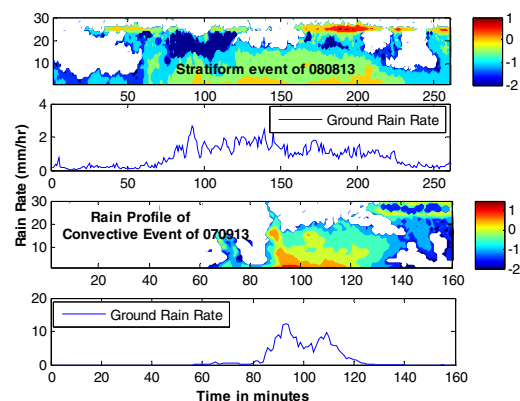 30
20
10
Stratiform event of 080813
50 100 150 200 250
1
0
-1
-2
4
2
0
Ground Rain Rate
0 50 100 150 200 250
Rain Rate (mm/hr)
30
20
10
Rain Profile of
Convective Event of 070913
20 40 60 80 100 120 140 160
1
0
-1
-2
20
10
0
Ground Rain Rate
0 20 40 60 80 100 120 140 160
Time in minutes